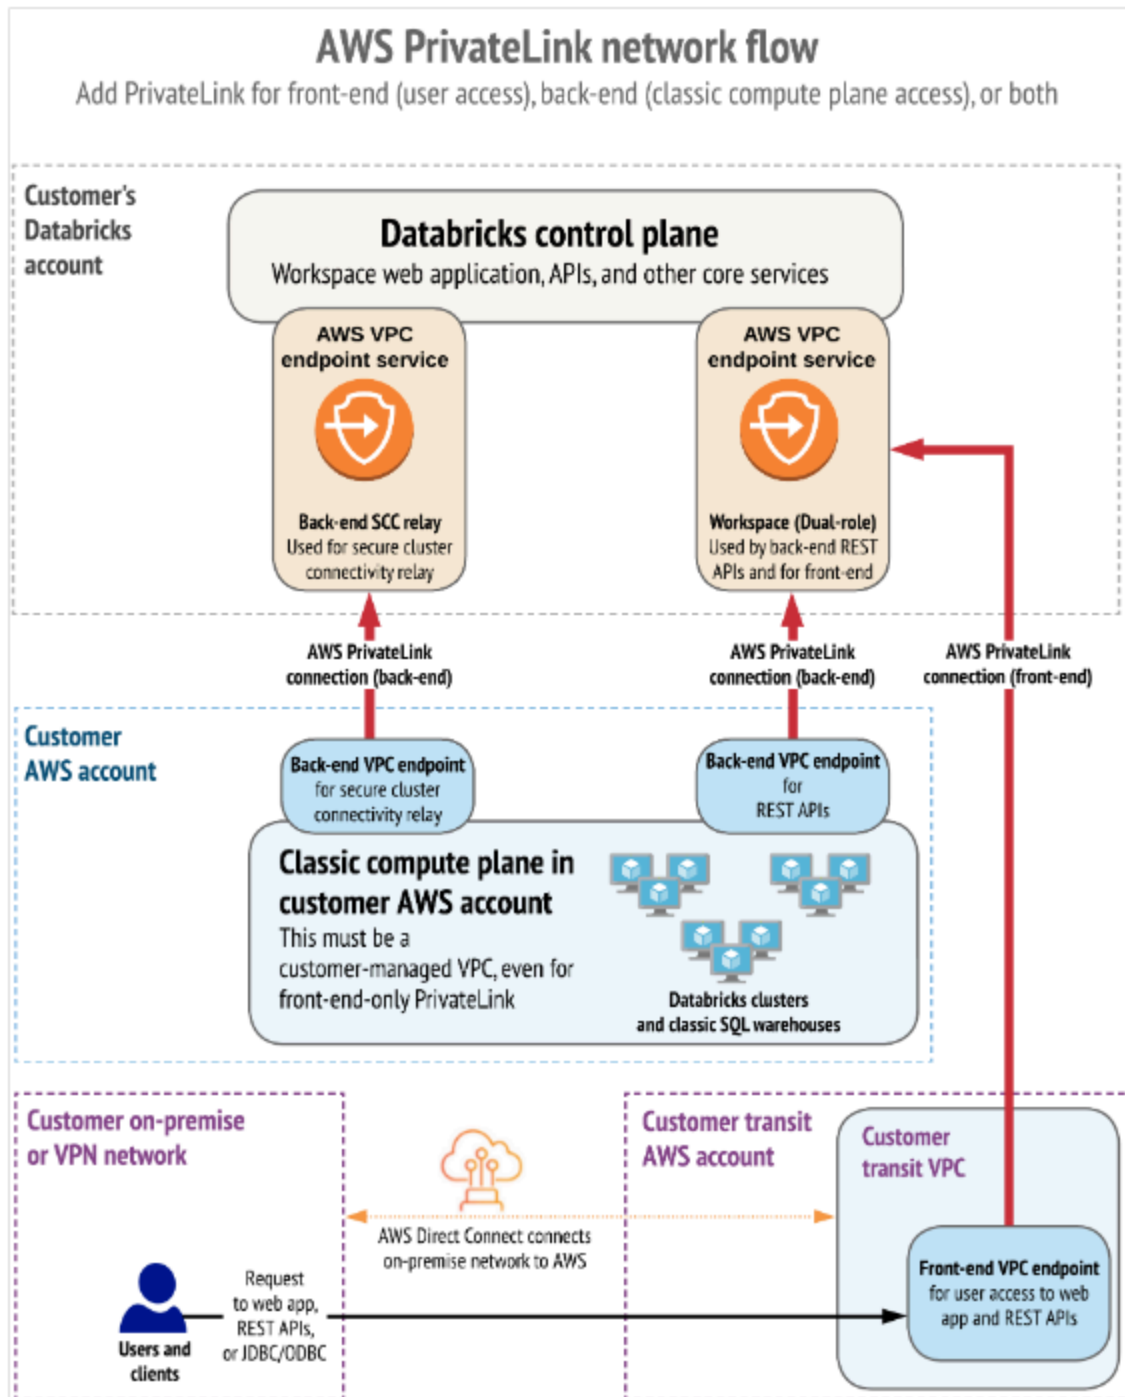 AWS PrivateLink network flow
Add PrivateLink for front-end (user access), back-end (classic compute plane access), or both
Customer's
Databricks
account
Databricks control plane
Workspace web application, APIs, and other core services
AWS VPC
endpoint service
Back-end SCC relay
Used for secure cluster
connectivity relay
AWS VPC
endpoint service
Workspace (Dual-role)
Used by back-end REST
APIs and for front-end
AWS PrivateLink
connection (back-end)
AWS PrivateLink
connection (back-end)
AWS PrivateLink
connection (front-end)
Customer
AWS account
Back-end VPC endpoint
for secure cluster
connectivity relay
Back-end VPC endpoint
for
REST APIs
Classic compute plane in
customer AWS account
This must be a
customer-managed VPC, even for
front-end-only PrivateLink
Databricks clusters
and classic SQL warehouses
Customer on-premise
or VPN network
AWS Direct Connect connects
on-premise network to AWS
Customer transit
AWS account
Customer
transit VPC
Users and
clients
Request
to web app,
REST APIs,
or JDBC/ODBC
Front-end VPC endpoint
for user access to web
app and REST APIs